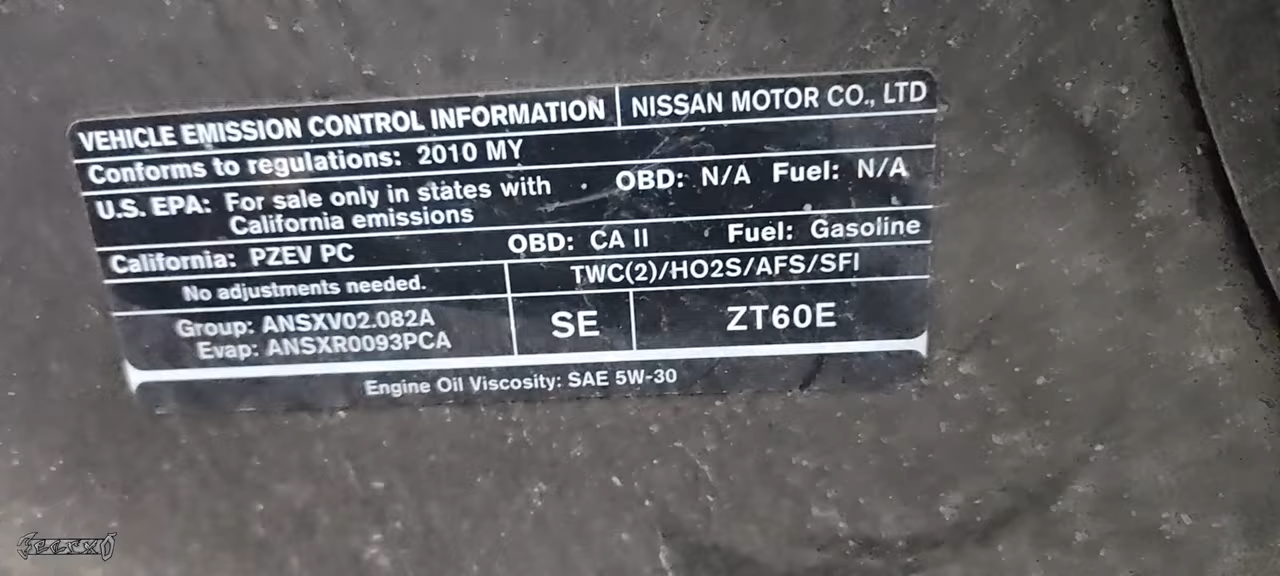 VEHICLE EMISSION CONTROL INFORMATION NISSAN MOTOR CO., LTD
Conforms to regulations: 2010 MY
U.S. EPA: For sale only in states with California emissions OBD: N/A Fuel: N/A
California: PZEV PC OBD: CA II Fuel: Gasoline
No adjustments needed. TWC(2)/HO2S/AFS/SFI
Group: ANSXV02.082A
Evap: ANSXR0093PCA
SE ZT60E
Engine Oil Viscosity: SAE 5W-30